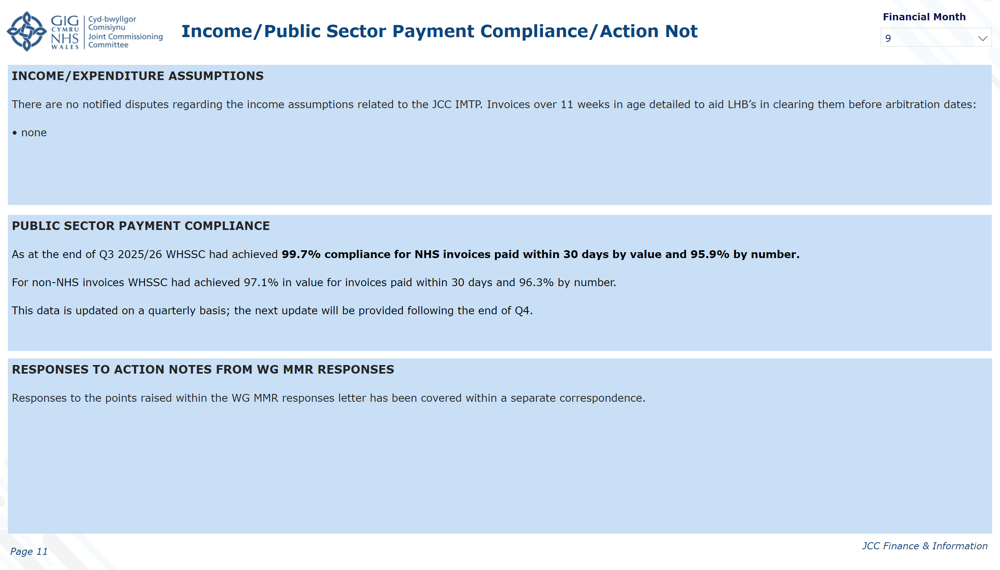 GIG
CYMRU
NHS
WALES
Cyd-bwyllgor
Comisiynu
Joint Commissioning
Committee
Income/Public Sector Payment Compliance/Action Not
Financial Month
9
INCOME/EXPENDITURE ASSUMPTIONS
There are no notified disputes regarding the income assumptions related to the JCC IMTP. Invoices over 11 weeks in age detailed to aid LHB’s in clearing them before arbitration dates:
• none
PUBLIC SECTOR PAYMENT COMPLIANCE
As at the end of Q3 2025/26 WHSSC had achieved 99.7% compliance for NHS invoices paid within 30 days by value and 95.9% by number.
For non-NHS invoices WHSSC had achieved 97.1% in value for invoices paid within 30 days and 96.3% by number.
This data is updated on a quarterly basis; the next update will be provided following the end of Q4.
RESPONSES TO ACTION NOTES FROM WG MMR RESPONSES
Responses to the points raised within the WG MMR responses letter has been covered within a separate correspondence.
Page 11
JCC Finance & Information